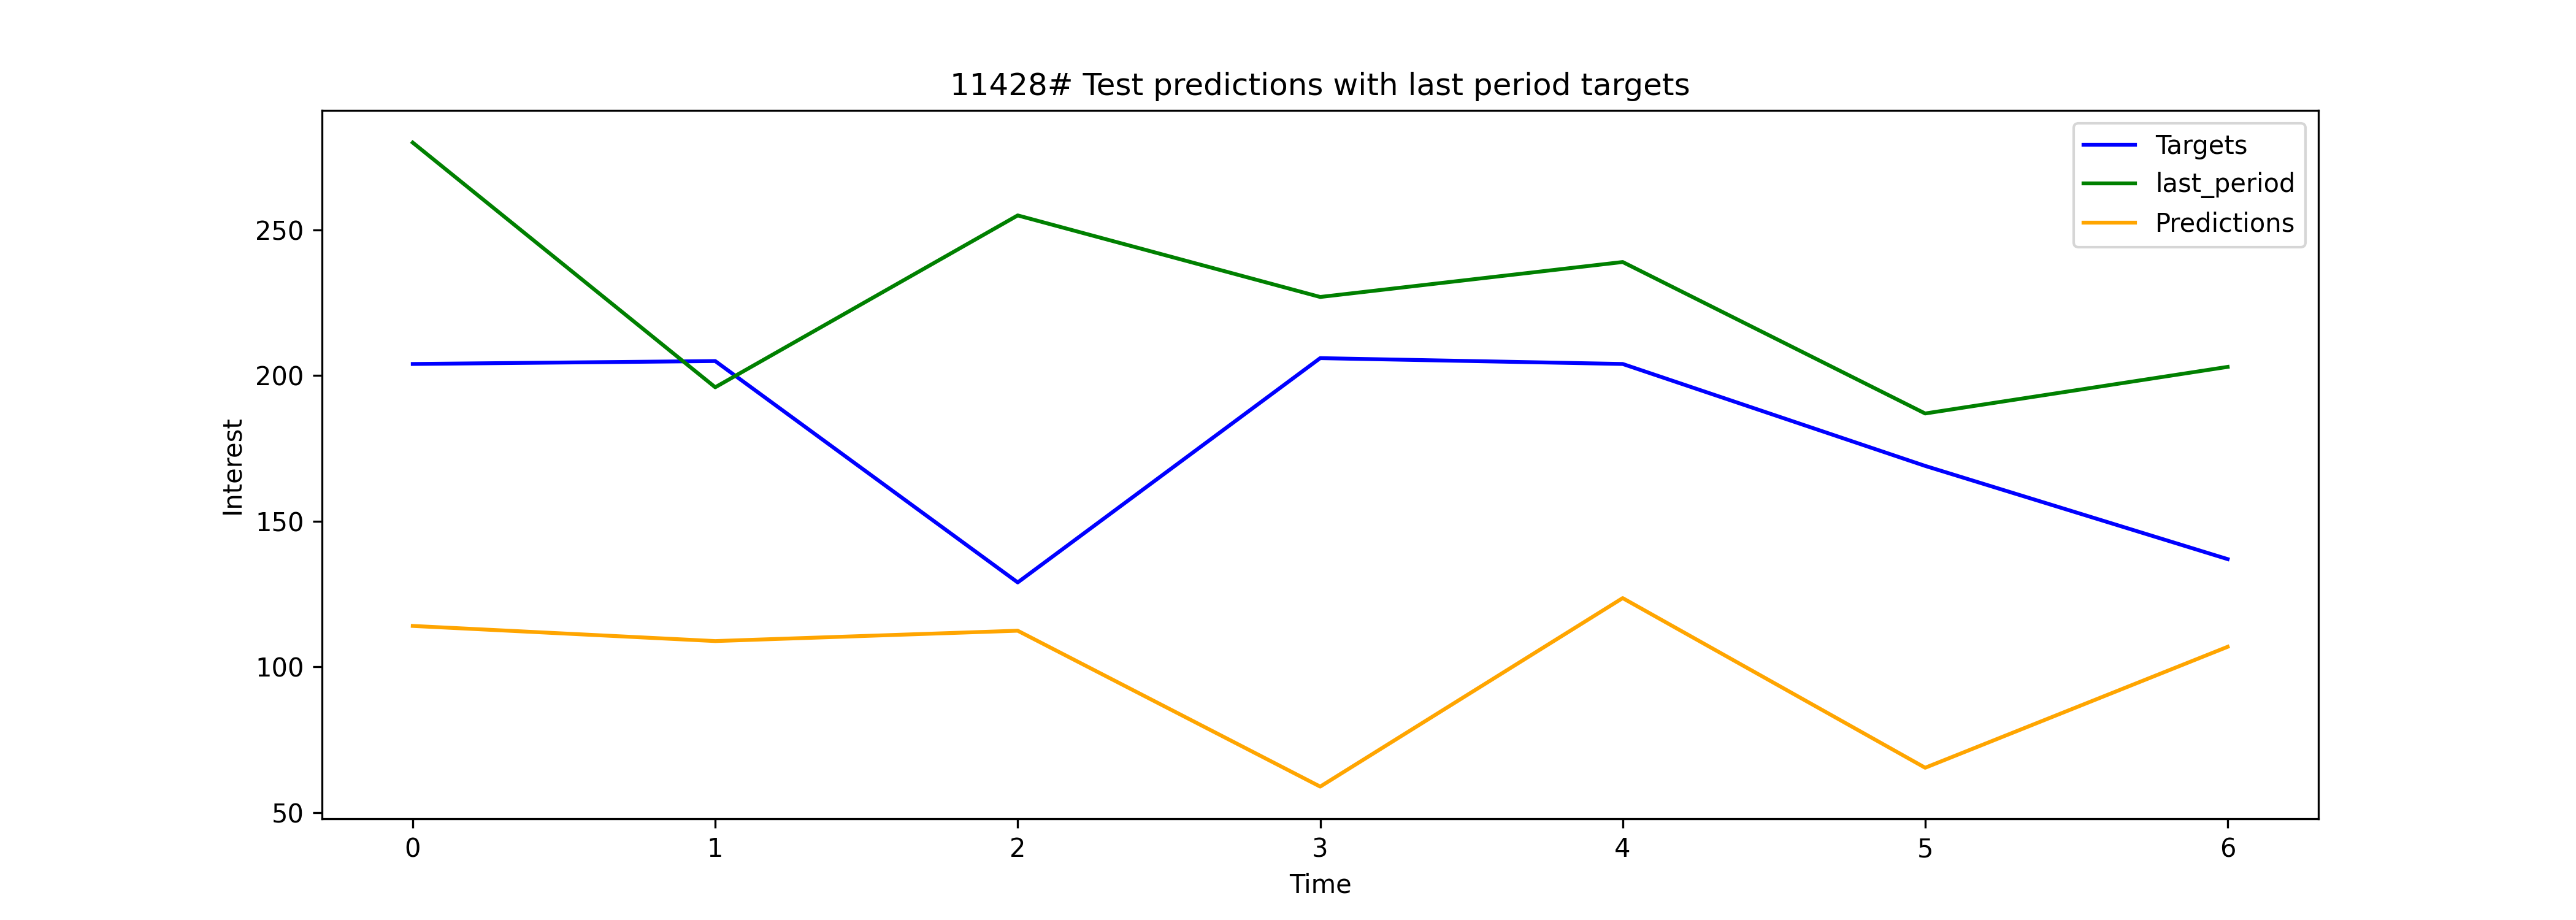 11428# Test predictions with last period targets
Targets
last_period
Predictions
250
200
150
100
50
Interest
0 1 2 3 4 5 6
Time